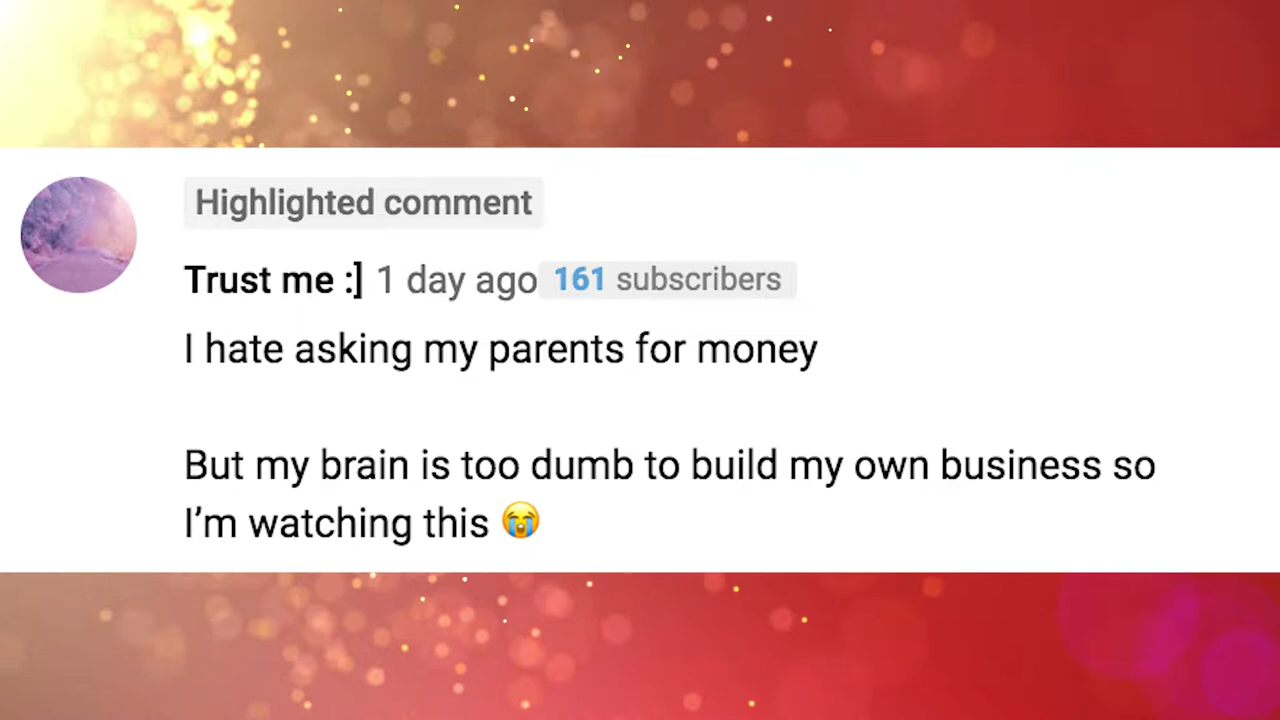 Highlighted comment
Trust me :] 1 day ago 161 subscribers
I hate asking my parents for money
But my brain is too dumb to build my own business so
I’m watching this 😭